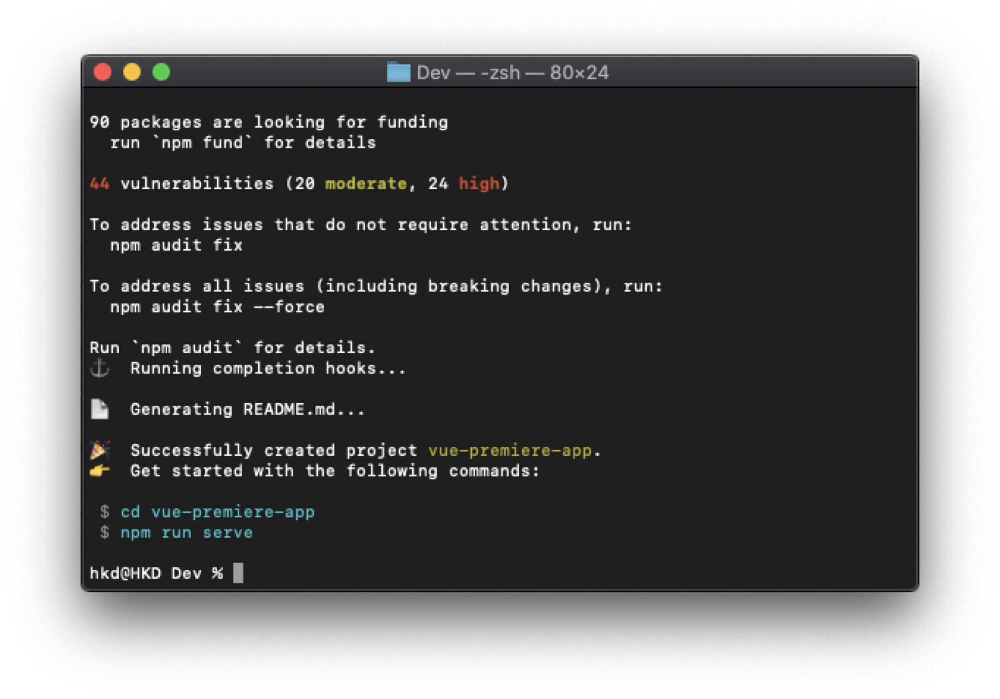 Dev — -zsh — 80×24
90 packages are looking for funding
  run `npm fund` for details
44 vulnerabilities (20 moderate, 24 high)
To address issues that do not require attention, run:
  npm audit fix
To address all issues (including breaking changes), run:
  npm audit fix --force
Run `npm audit` for details.
⚓  Running completion hooks...
📄  Generating README.md...
🎉  Successfully created project vue-premiere-app.
👉  Get started with the following commands:
 $ cd vue-premiere-app
 $ npm run serve
hkd@HKD Dev %